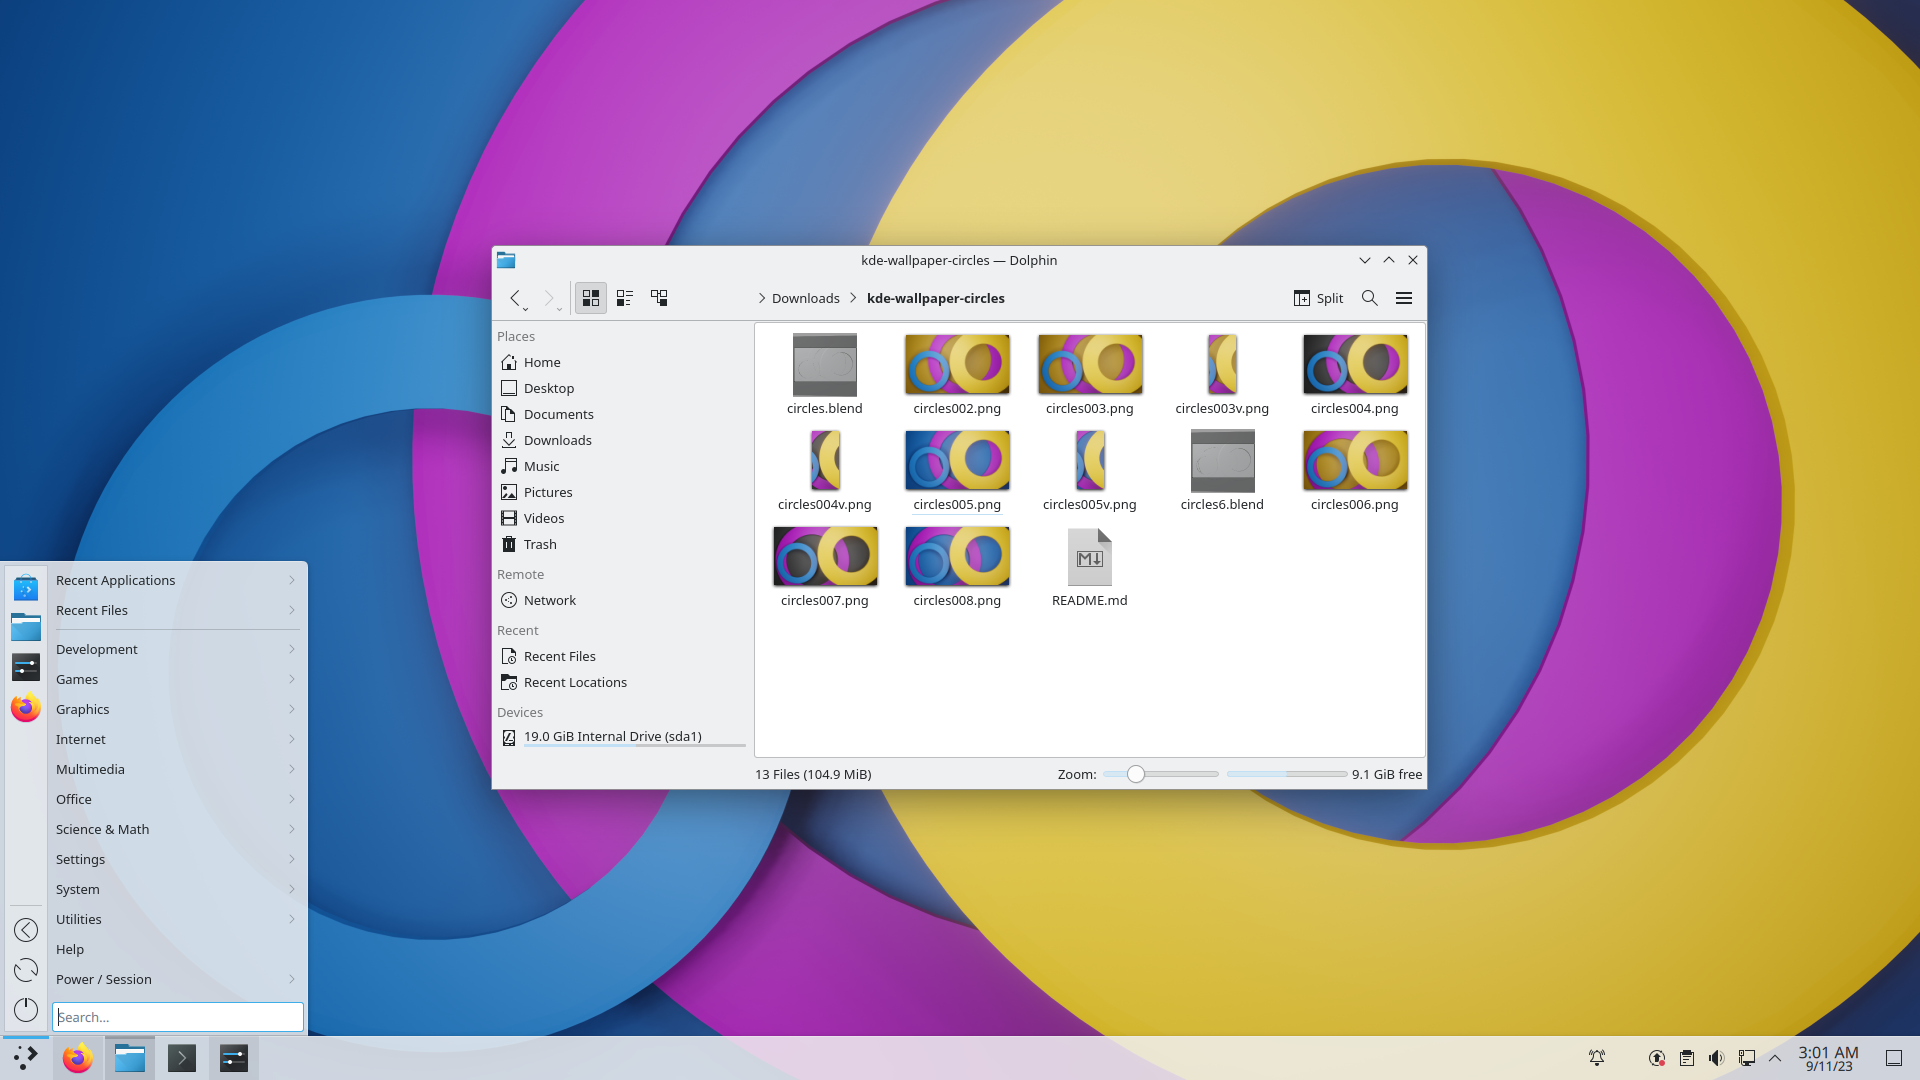 kde-wallpaper-circles — Dolphin
Downloads
kde-wallpaper-circles
Split
Places
Home
Desktop
Documents
Downloads
Music
Pictures
Videos
Trash
Remote
Network
Recent
Recent Files
Recent Locations
Devices
19.0 GiB Internal Drive (sda1)
circles.blend
circles002.png
circles003.png
circles003v.png
circles004.png
circles004v.png
circles005.png
circles005v.png
circles6.blend
circles006.png
circles007.png
circles008.png
README.md
13 Files (104.9 MiB)
Zoom:
9.1 GiB free
Recent Applications
Recent Files
Development
Games
Graphics
Internet
Multimedia
Office
Science & Math
Settings
System
Utilities
Help
Power / Session
Search...
3:01 AM
9/11/23